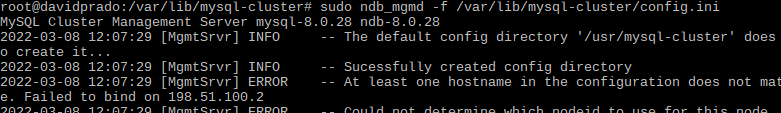 root@davidprado:/var/lib/mysql-cluster# sudo ndb_mgmd -f /var/lib/mysql-cluster/config.ini
MySQL Cluster Management Server mysql-8.0.28 ndb-8.0.28
2022-03-08 12:07:29 [MgmtSrvr] INFO     -- The default config directory '/usr/mysql-cluster' does
o create it...
2022-03-08 12:07:29 [MgmtSrvr] INFO     -- Sucessfully created config directory
2022-03-08 12:07:29 [MgmtSrvr] ERROR    -- At least one hostname in the configuration does not mat
e. Failed to bind on 198.51.100.2
2022-03-08 12:07:29 [MgmtSrvr] ERROR    -- Could not determine which nodeid to use for this node